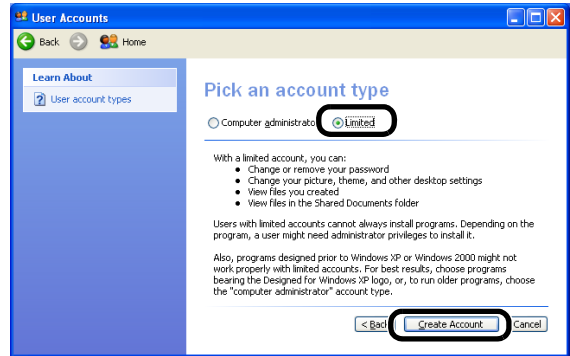 User Accounts
Back Home
Learn About
User account types
Pick an account type
Computer administrato Limited
With a limited account, you can:
• Change or remove your password
• Change your picture, theme, and other desktop settings
• View files you created
• View files in the Shared Documents folder
Users with limited accounts cannot always install programs. Depending on the
program, a user might need administrator privileges to install it.
Also, programs designed prior to Windows XP or Windows 2000 might not
work properly with limited accounts. For best results, choose programs
bearing the Designed for Windows XP logo, or, to run older programs, choose
the "computer administrator" account type.
< Back Create Account Cancel